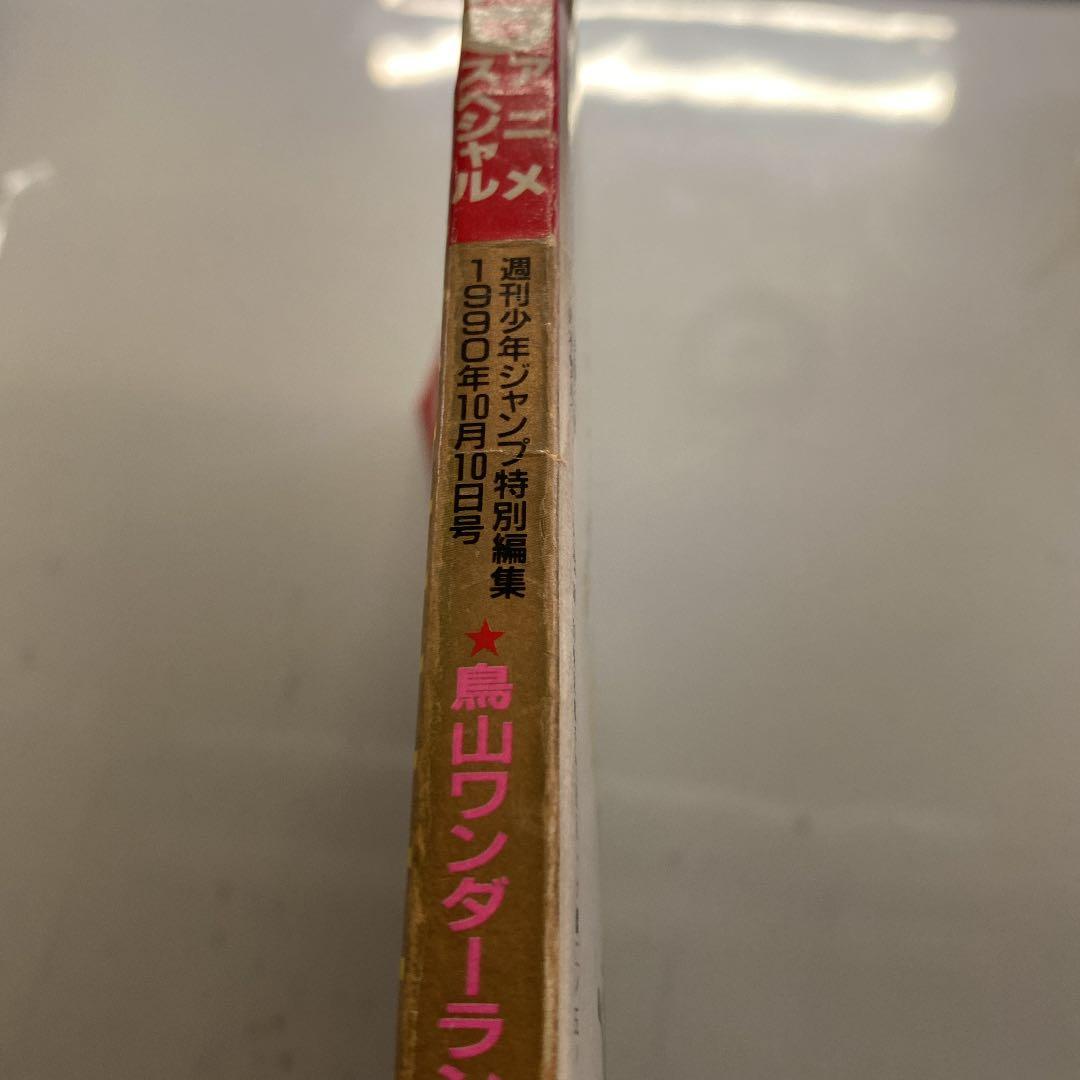 アニメ
スペシャル
週刊少年ジャンプ特別編集
1990年10月10日号
★鳥山ワンダーラン